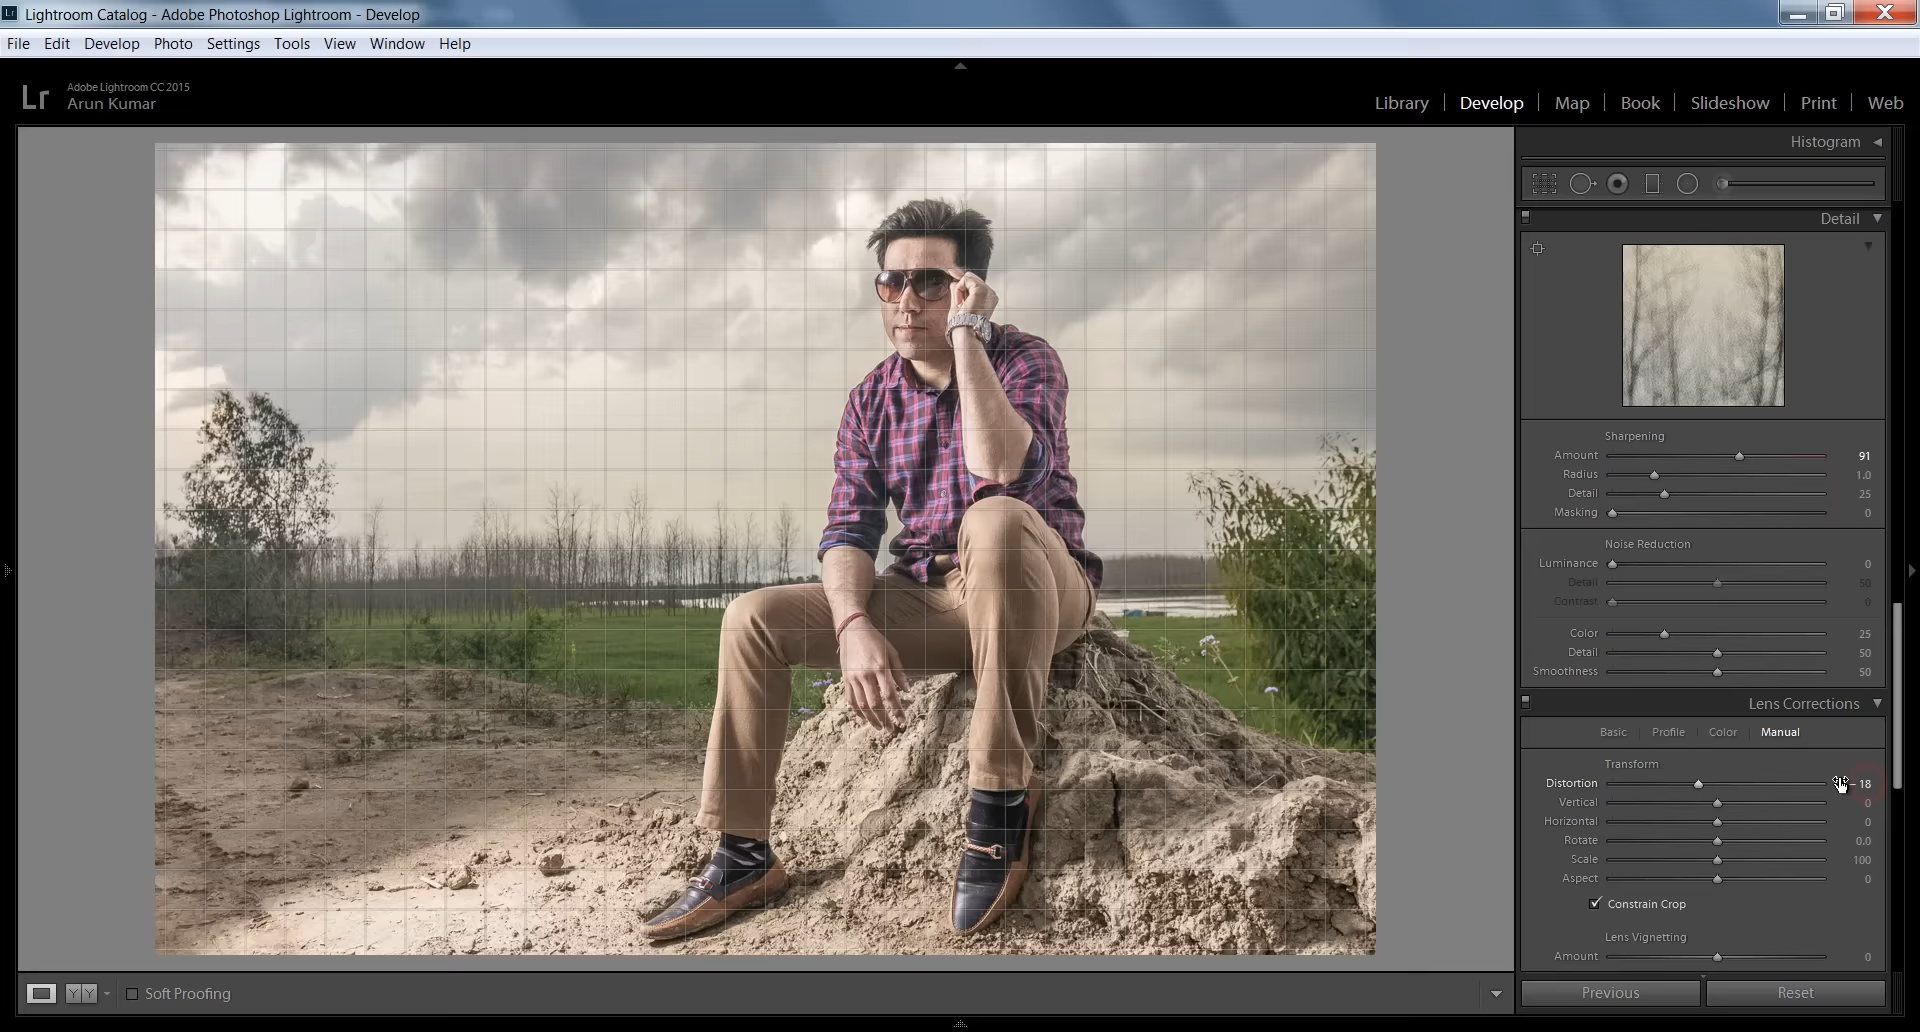 Lr Lightroom Catalog - Adobe Photoshop Lightroom - Develop
File Edit Develop Photo Settings Tools View Window Help
Lr Adobe Lightroom CC 2015
Arun Kumar
Library | Develop | Map | Book | Slideshow | Print | Web
Histogram
Detail
Sharpening
Amount 91
Radius 1.0
Detail 25
Masking 0
Noise Reduction
Luminance 0
Detail 50
Contrast 0
Color 25
Detail 50
Smoothness 50
Lens Corrections
Basic | Profile | Color | Manual
Transform
Distortion – 18
Vertical 0
Horizontal 0
Rotate 0.0
Scale 100
Aspect 0
Constrain Crop
Lens Vignetting
Amount 0
YY Soft Proofing
Previous Reset